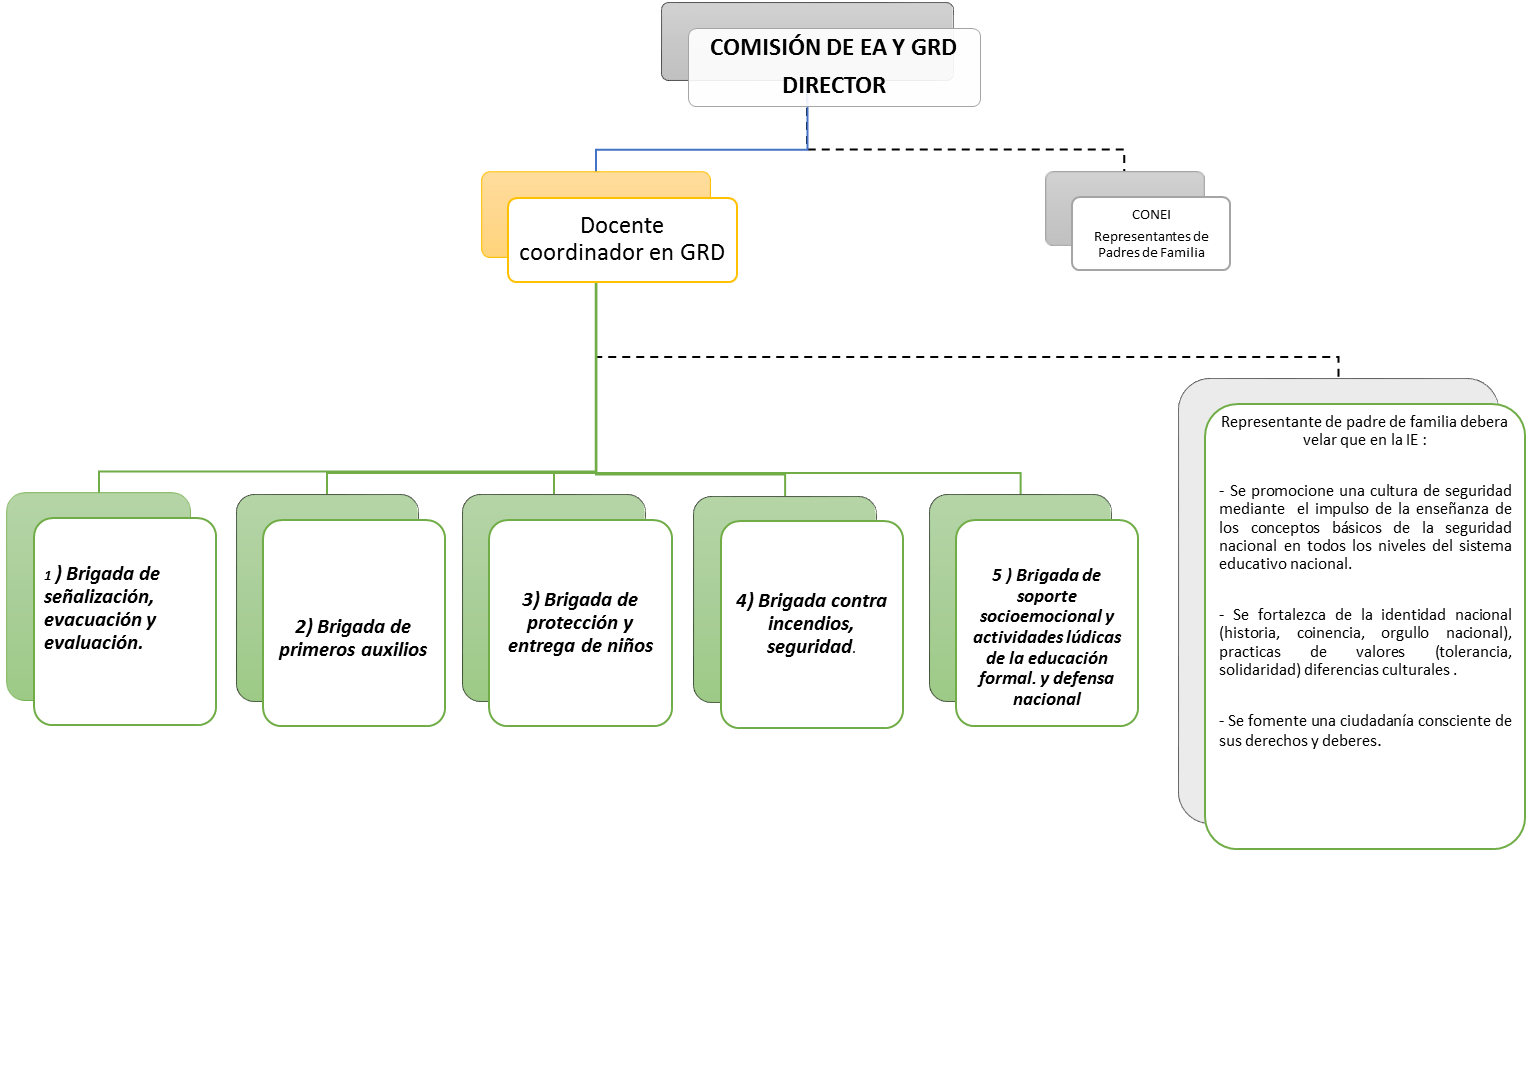 COMISIÓN DE EA Y GRD
DIRECTOR
Docente
coordinador en GRD
CONEI
Representantes de
Padres de Familia
Representante de padre de familia debera
velar que en la IE :
- Se promocione una cultura de seguridad
mediante el impulso de la enseñanza de
los conceptos básicos de la seguridad
nacional en todos los niveles del sistema
educativo nacional.
- Se fortalezca de la identidad nacional
(historia, coinencia, orgullo nacional),
practicas de valores (tolerancia,
solidaridad) diferencias culturales .
- Se fomente una ciudadanía consciente de
sus derechos y deberes.
1 ) Brigada de
señalización,
evacuación y
evaluación.
2) Brigada de
primeros auxilios
3) Brigada de
protección y
entrega de niños
4) Brigada contra
incendios,
seguridad.
5 ) Brigada de
soporte
socioemocional y
actividades lúdicas
de la educación
formal. y defensa
nacional